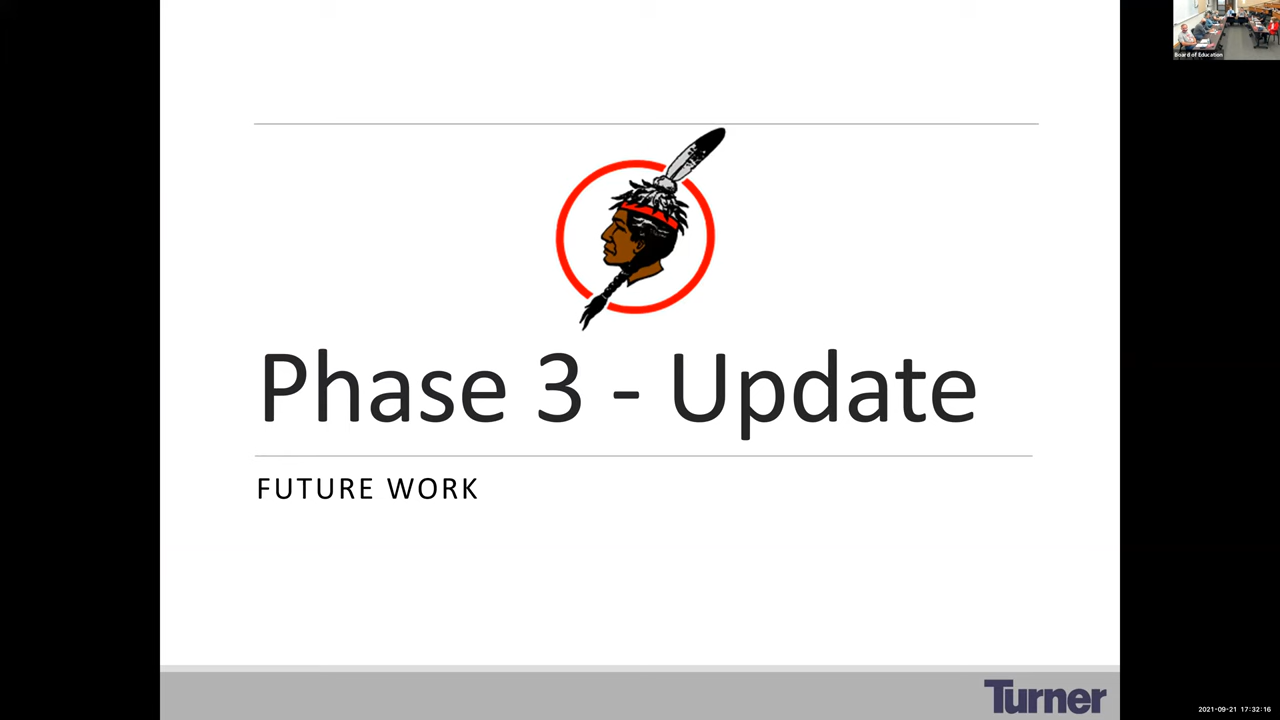 Board of Education
Phase 3 - Update
FUTURE WORK
Turner
2021-09-21 17:32:16